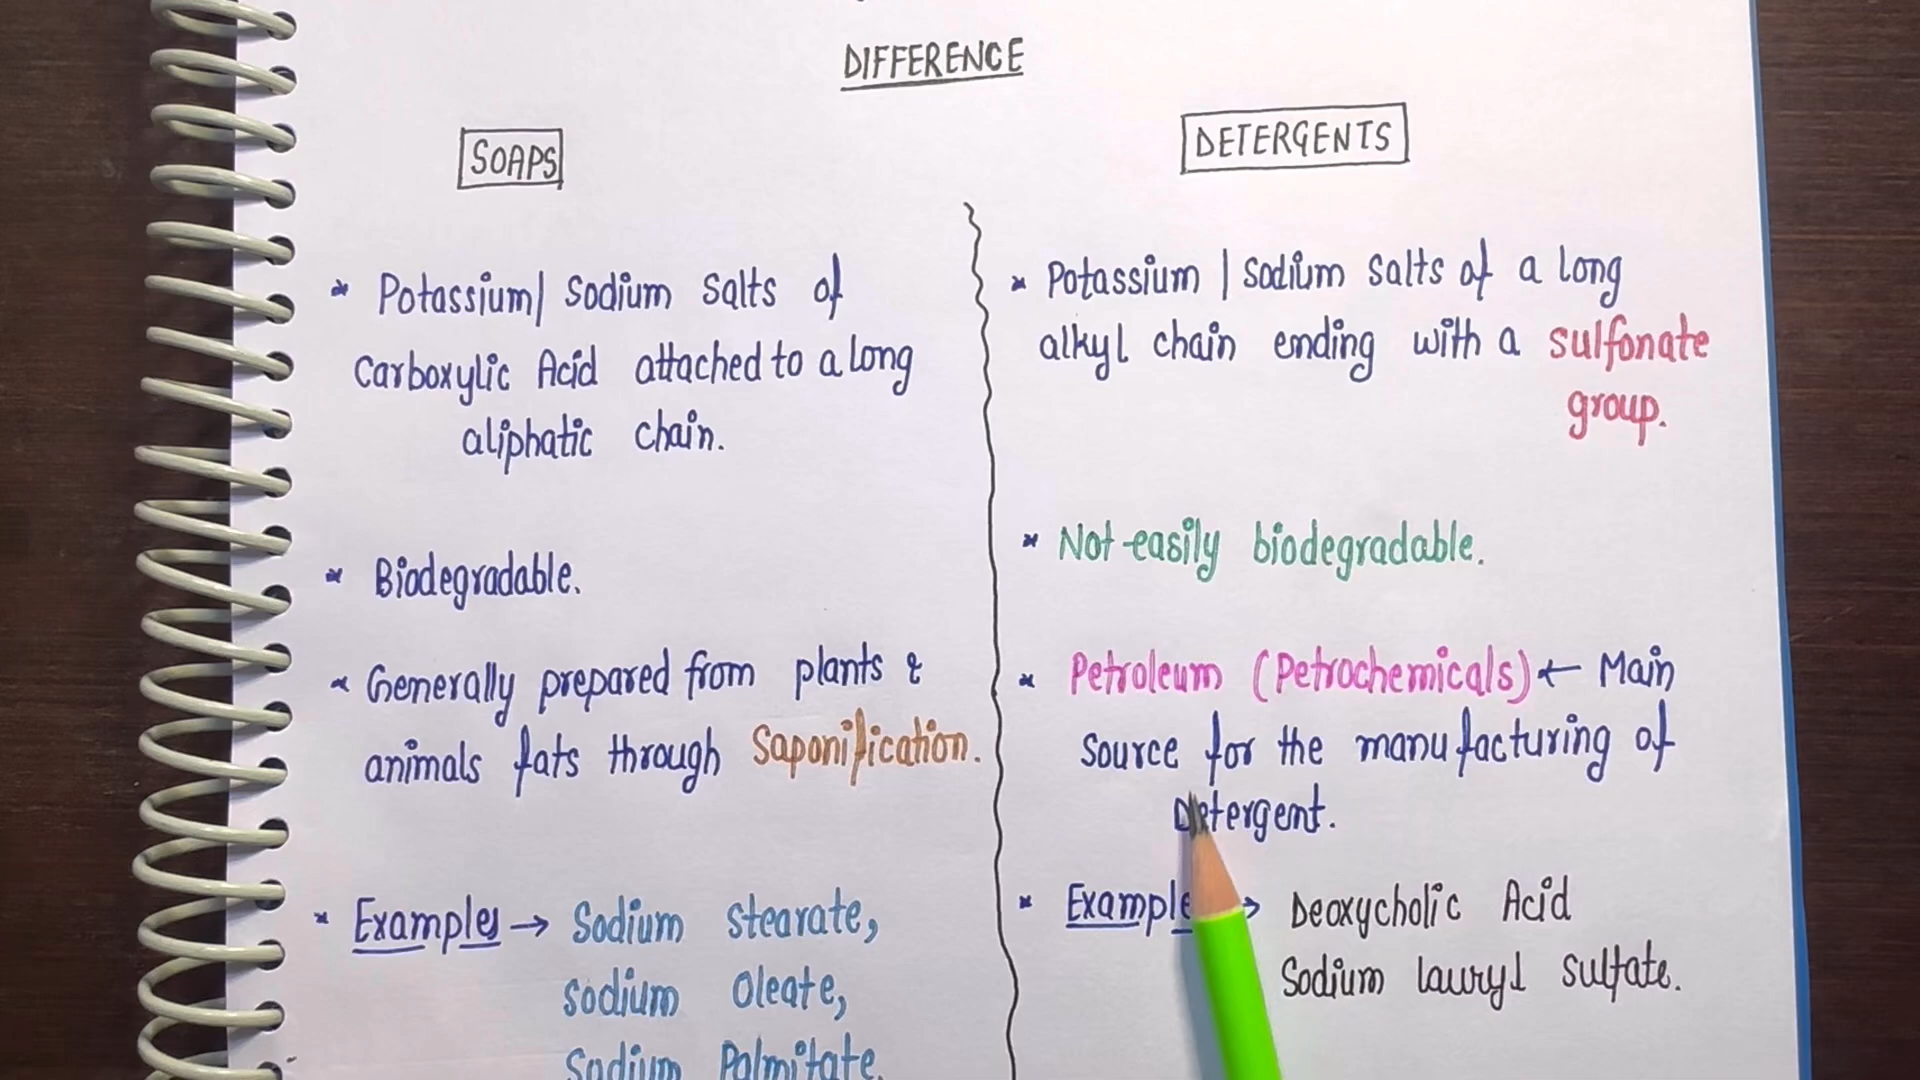 DIFFERENCE
SOAPS
* Potassium/ Sodium Salts of
Carboxylic Acid attached to a long
aliphatic chain.
* Biodegradable.
* Generally prepared from plants &
animals fats through Saponification.
* Examples → Sodium Stearate,
Sodium Oleate,
Sodium Palmitate.
DETERGENTS
* Potassium / Sodium Salts of a long
alkyl chain ending with a sulfonate
group.
* Not easily biodegradable.
* Petroleum (Petrochemicals) ← Main
Source for the manufacturing of
Detergent.
* Example → Deoxycholic Acid
Sodium lauryl sulfate.